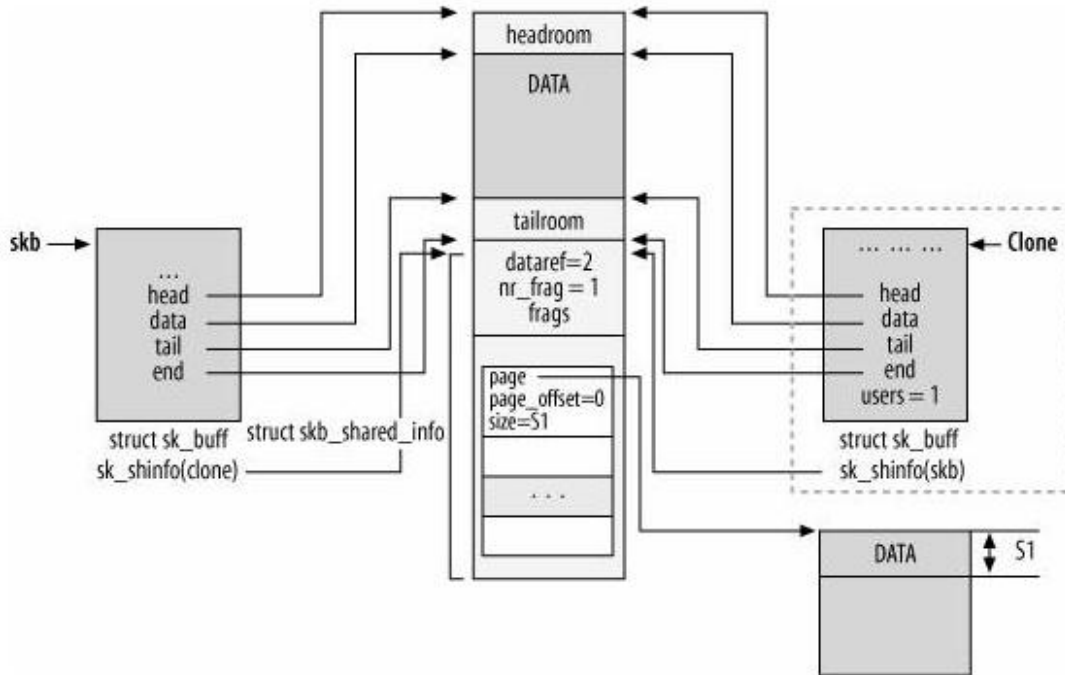 headroom
DATA
tailroom
dataref=2
nr_frag = 1
frags
page
page_offset=0
size=S1
. . .
skb
...
head
data
tail
end
struct sk_buff
sk_shinfo(clone)
struct skb_shared_info
... ... ...
Clone
head
data
tail
end
users = 1
struct sk_buff
sk_shinfo(skb)
DATA
S1